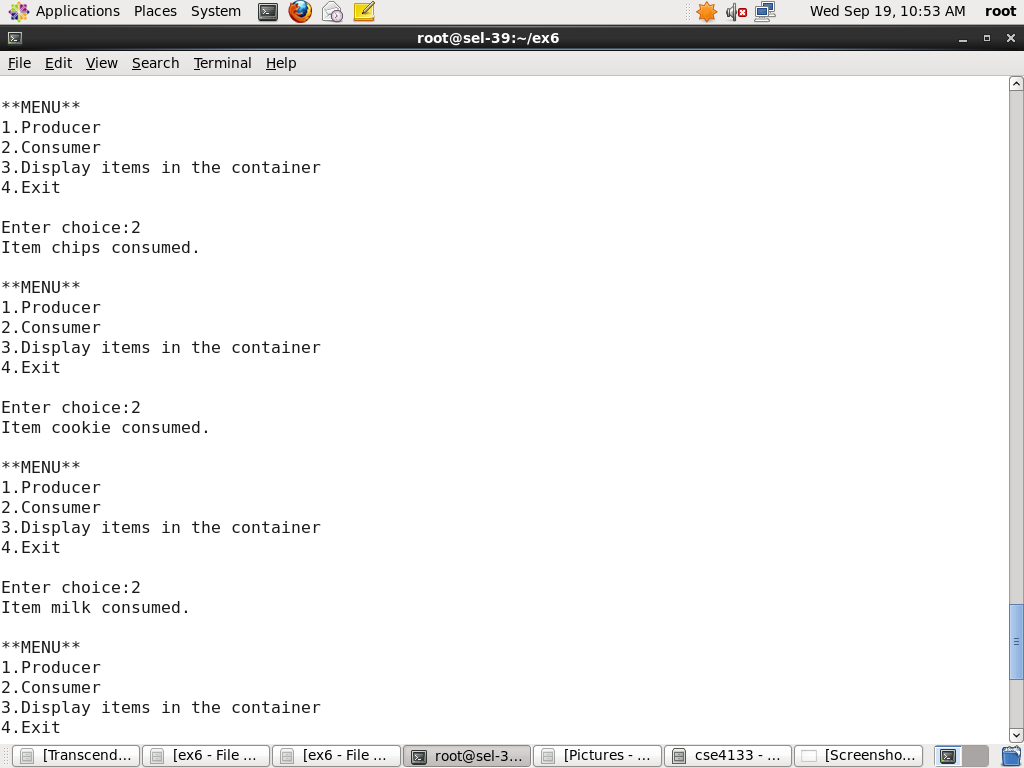 Applications Places System Wed Sep 19, 10:53 AM root
root@sel-39:~/ex6
File Edit View Search Terminal Help
**MENU**
1.Producer
2.Consumer
3.Display items in the container
4.Exit
Enter choice:2
Item chips consumed.
**MENU**
1.Producer
2.Consumer
3.Display items in the container
4.Exit
Enter choice:2
Item cookie consumed.
**MENU**
1.Producer
2.Consumer
3.Display items in the container
4.Exit
Enter choice:2
Item milk consumed.
**MENU**
1.Producer
2.Consumer
3.Display items in the container
4.Exit
[Transcend... [ex6 - File ... [ex6 - File ... root@sel-3... [Pictures - ... cse4133 - ... [Screensho...